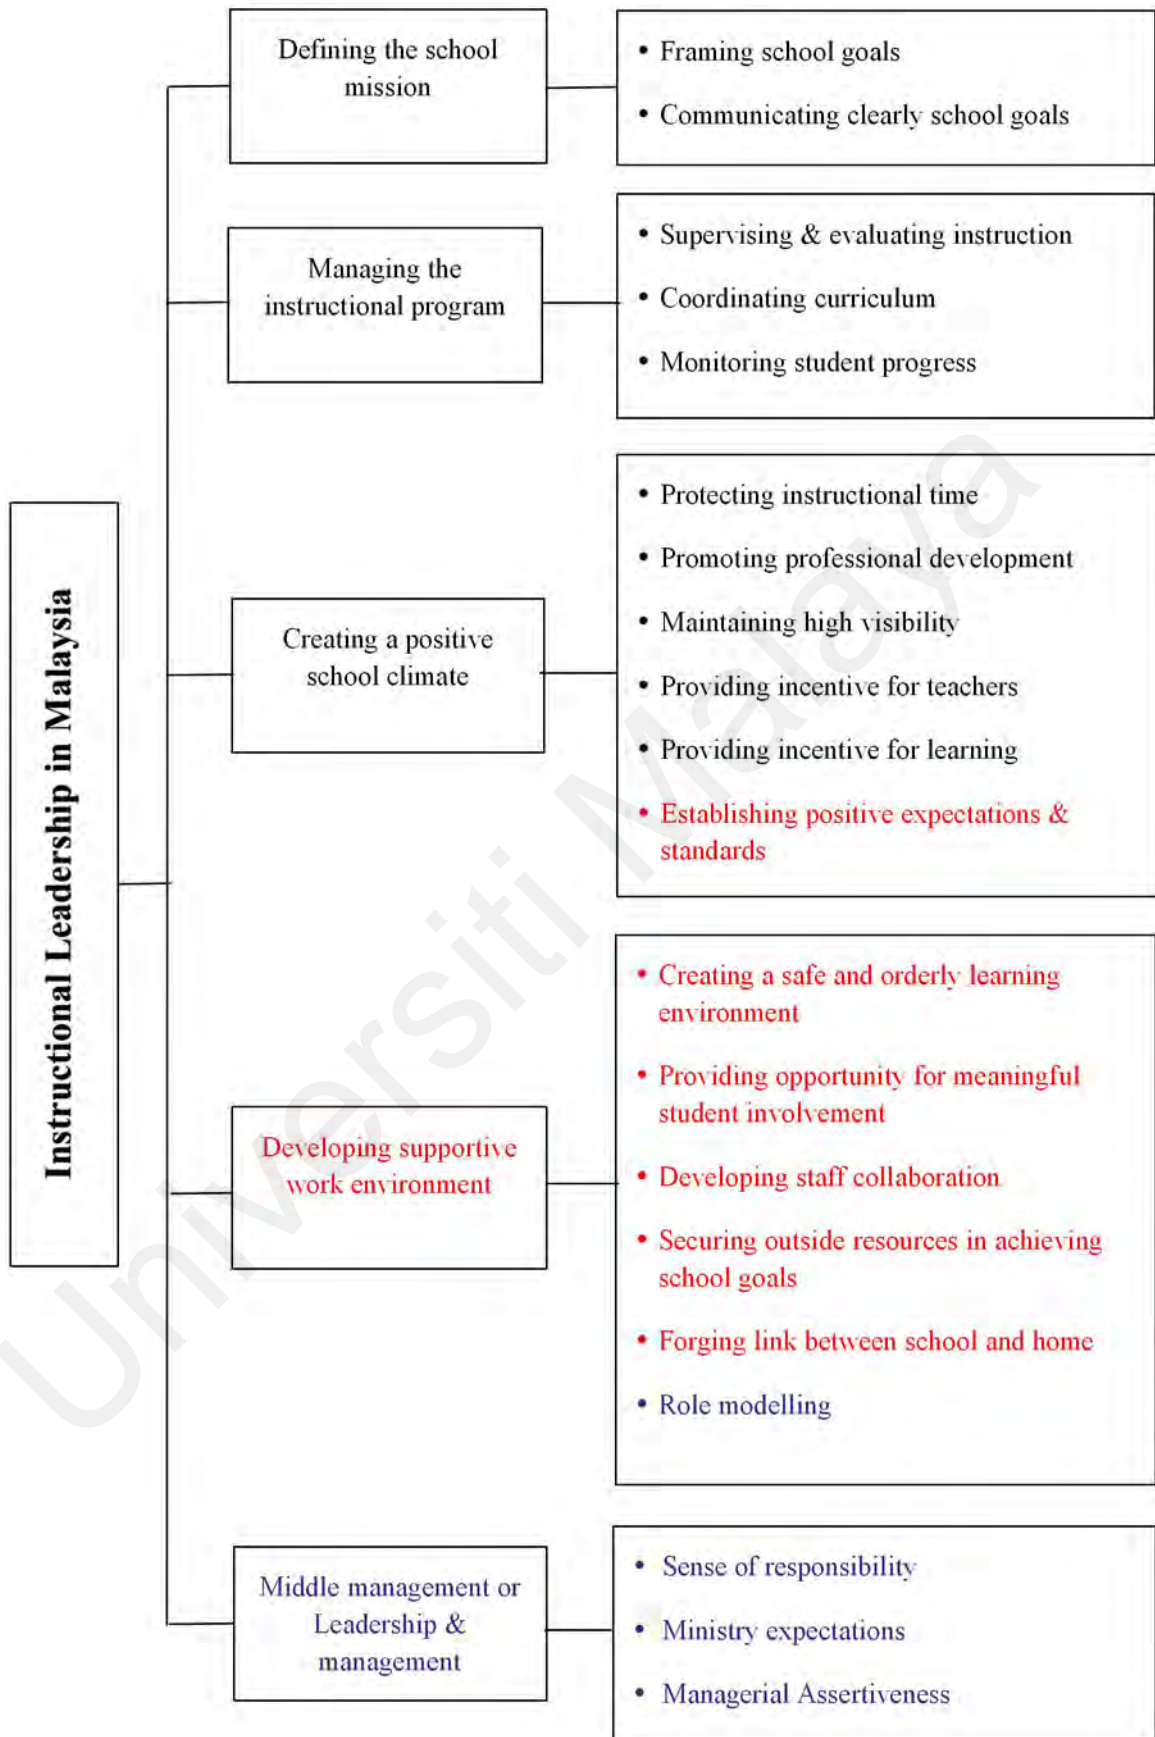 Instructional Leadership in Malaysia
Defining the school
mission
• Framing school goals
• Communicating clearly school goals
Managing the
instructional program
• Supervising & evaluating instruction
• Coordinating curriculum
• Monitoring student progress
Creating a positive
school climate
• Protecting instructional time
• Promoting professional development
• Maintaining high visibility
• Providing incentive for teachers
• Providing incentive for learning
• Establishing positive expectations &
standards
Developing supportive
work environment
• Creating a safe and orderly learning
environment
• Providing opportunity for meaningful
student involvement
• Developing staff collaboration
• Securing outside resources in achieving
school goals
• Forging link between school and home
• Role modelling
Middle management or
Leadership &
management
• Sense of responsibility
• Ministry expectations
• Managerial Assertiveness
Universiti Malaya